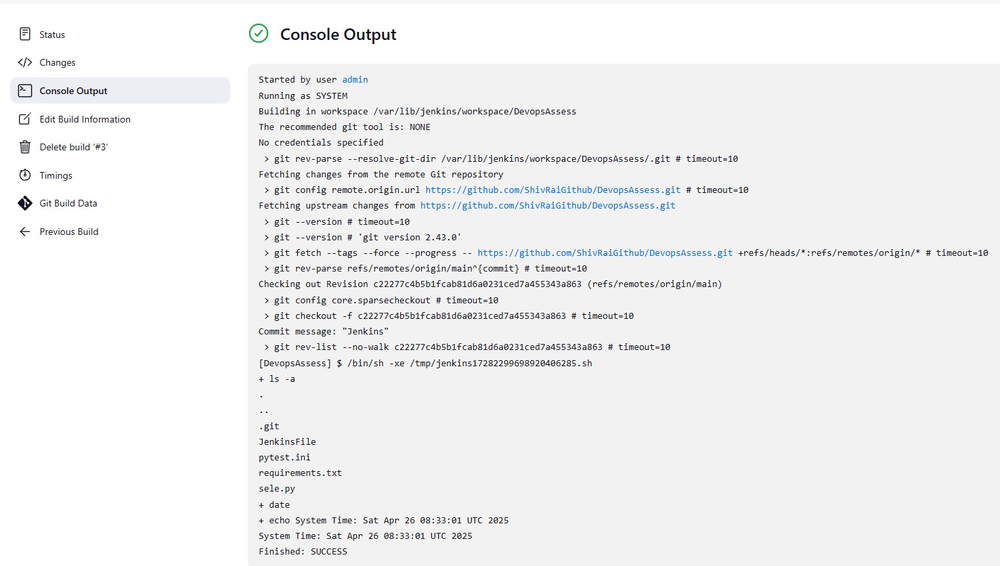 Status
Changes
Console Output
Edit Build Information
Delete build ‘#3’
Timings
Git Build Data
Previous Build
Console Output
Started by user admin
Running as SYSTEM
Building in workspace /var/lib/jenkins/workspace/DevopsAssess
The recommended git tool is: NONE
No credentials specified
> git rev-parse --resolve-git-dir /var/lib/jenkins/workspace/DevopsAssess/.git # timeout=10
Fetching changes from the remote Git repository
> git config remote.origin.url https://github.com/ShivRaiGithub/DevopsAssess.git # timeout=10
Fetching upstream changes from https://github.com/ShivRaiGithub/DevopsAssess.git
> git --version # timeout=10
> git --version # 'git version 2.43.0'
> git fetch --tags --force --progress -- https://github.com/ShivRaiGithub/DevopsAssess.git +refs/heads/*:refs/remotes/origin/* # timeout=10
> git rev-parse refs/remotes/origin/main^{commit} # timeout=10
Checking out Revision c22277c4b5b1fcab81d6a0231ced7a455343a863 (refs/remotes/origin/main)
> git config core.sparsecheckout # timeout=10
> git checkout -f c22277c4b5b1fcab81d6a0231ced7a455343a863 # timeout=10
Commit message: "Jenkins"
> git rev-list --no-walk c22277c4b5b1fcab81d6a0231ced7a455343a863 # timeout=10
[DevopsAssess] $ /bin/sh -xe /tmp/jenkins17282299698920406285.sh
+ ls -a
.
..
.git
JenkinsFile
pytest.ini
requirements.txt
sele.py
+ date
+ echo System Time: Sat Apr 26 08:33:01 UTC 2025
System Time: Sat Apr 26 08:33:01 UTC 2025
Finished: SUCCESS